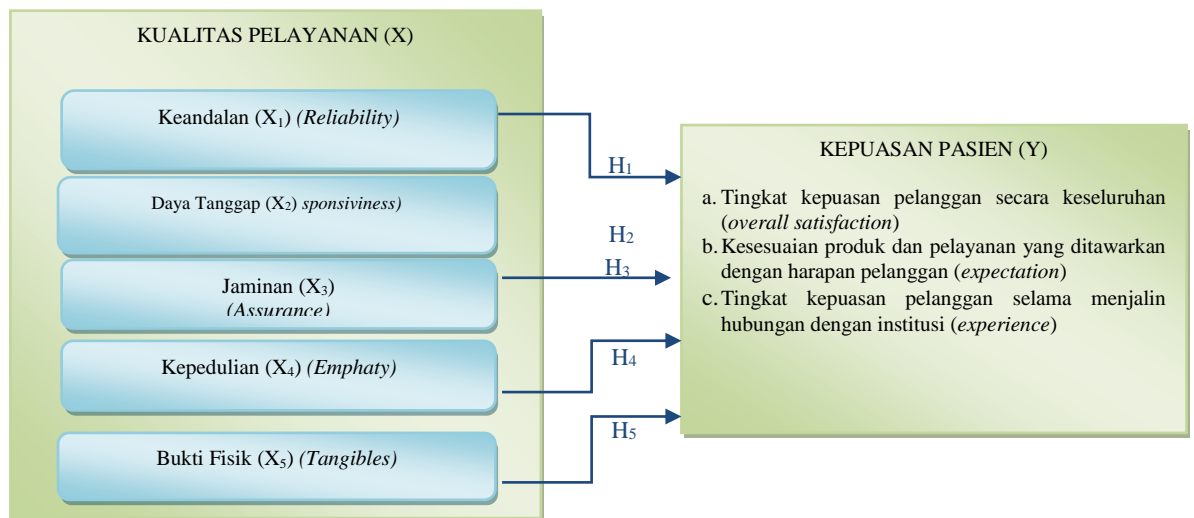 KUALITAS PELAYANAN (X)
Keandalan (X₁) (Reliability)
Daya Tanggap (X₂) sponsiviness)
Jaminan (X₃)
(Assurance)
Kepedulian (X₄) (Emphaty)
Bukti Fisik (X₅) (Tangibles)
H₁
H₂
H₃
H₄
H₅
KEPUASAN PASIEN (Y)
a. Tingkat kepuasan pelanggan secara keseluruhan
(overall satisfaction)
b. Kesesuaian produk dan pelayanan yang ditawarkan
dengan harapan pelanggan (expectation)
c. Tingkat kepuasan pelanggan selama menjalin
hubungan dengan institusi (experience)